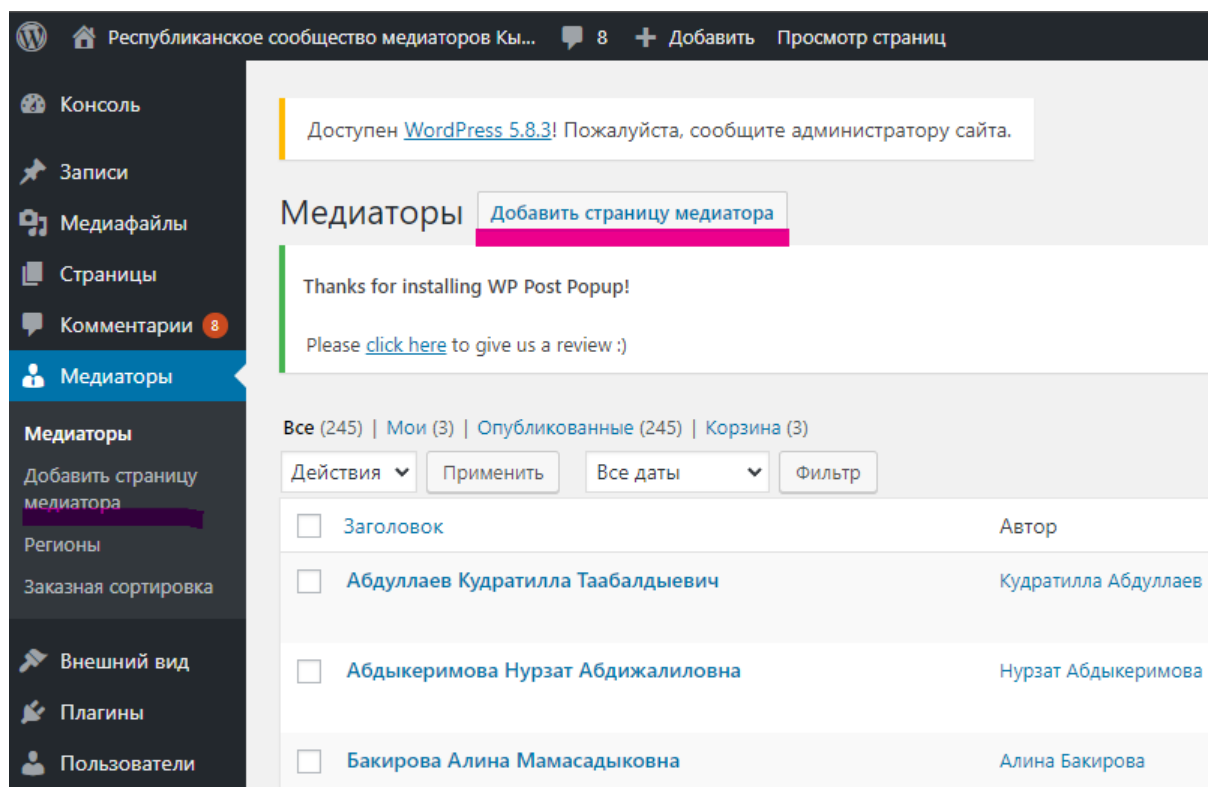 Республиканское сообщество медиаторов Кы... 8 + Добавить Просмотр страниц
Консоль
Записи
Медиафайлы
Страницы
Комментарии 8
Медиаторы
Медиаторы
Добавить страницу
медиатора
Регионы
Заказная сортировка
Внешний вид
Плагины
Пользователи
Доступен WordPress 5.8.3! Пожалуйста, сообщите администратору сайта.
Медиаторы Добавить страницу медиатора
Thanks for installing WP Post Popup!
Please click here to give us a review :)
Все (245) | Мои (3) | Опубликованные (245) | Корзина (3)
Действия Применить Все даты Фильтр
Заголовок Автор
Абдуллаев Кудратилла Таабалдыевич Кудратилла Абдуллаев
Абдыкеримова Нурзат Абдижалиловна Нурзат Абдыкеримова
Бакирова Алина Мамасадыковна Алина Бакирова